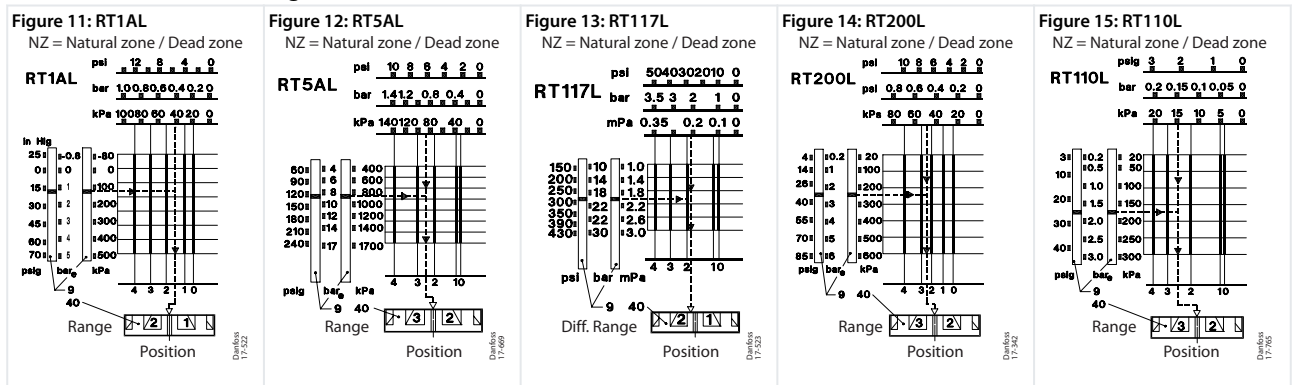 Figure 11: RT1AL
NZ = Natural zone / Dead zone
psi 12 8 4 0
RT1AL
bar 1.0 0.8 0.6 0.4 0.2 0
kPa 100 80 60 40 20 0
in Hg
25 -0.8 -80
0 0 0
15 1 100
30 2 200
45 3 300
60 4 400
70 5 500
psig bare kPa
4 3 2 1 0
9
40
Range 2 1
Position
Danfoss
17-522
Figure 12: RT5AL
NZ = Natural zone / Dead zone
psi 10 8 6 4 2 0
RT5AL
bar 1.4 1.2 0.8 0.4 0
kPa 140 120 80 40 0
60 4 400
90 6 600
120 8 800
150 10 1000
180 12 1200
210 14 1400
240 17 1700
psig bare kPa
4 3 2 1 0
9
40
Range 3 2
Position
Danfoss
17-669
Figure 13: RT117L
NZ = Natural zone / Dead zone
psi 50 40 30 20 10 0
RT117L
bar 3.5 3 2 1 0
mPa 0.35 0.2 0.1 0
150 10 1.0
200 14 1.4
250 18 1.8
300 22 2.2
350
390 22 2.6
430 30 3.0
psi bar mPa
4 3 2 1 0
9
40
Diff. Range 2 1
Position
Danfoss
17-523
Figure 14: RT200L
NZ = Natural zone / Dead zone
psi 10 8 6 4 2 0
RT200L
psi 0.8 0.6 0.4 0.2 0
kPa 80 60 40 20 0
4 0.2 20
14 1 100
26 2 200
40 3 300
55 4 400
70 5 500
85 6 600
psig bare kPa
4 3 2 1 0
9
40
Range 3 2
Position
Danfoss
17-342
Figure 15: RT110L
NZ = Natural zone / Dead zone
psig 3 2 1 0
RT110L
bar 0.2 0.15 0.1 0.05 0
kPa 20 15 10 5 0
3 0.2 20
0.5 50
10 1.0 100
1.5 150
20 2.0 200
30 2.5 250
40 3.0 300
psig bare kPa
4 3 2 1 0
9
40
Range 3 2
Position
Danfoss
17-765